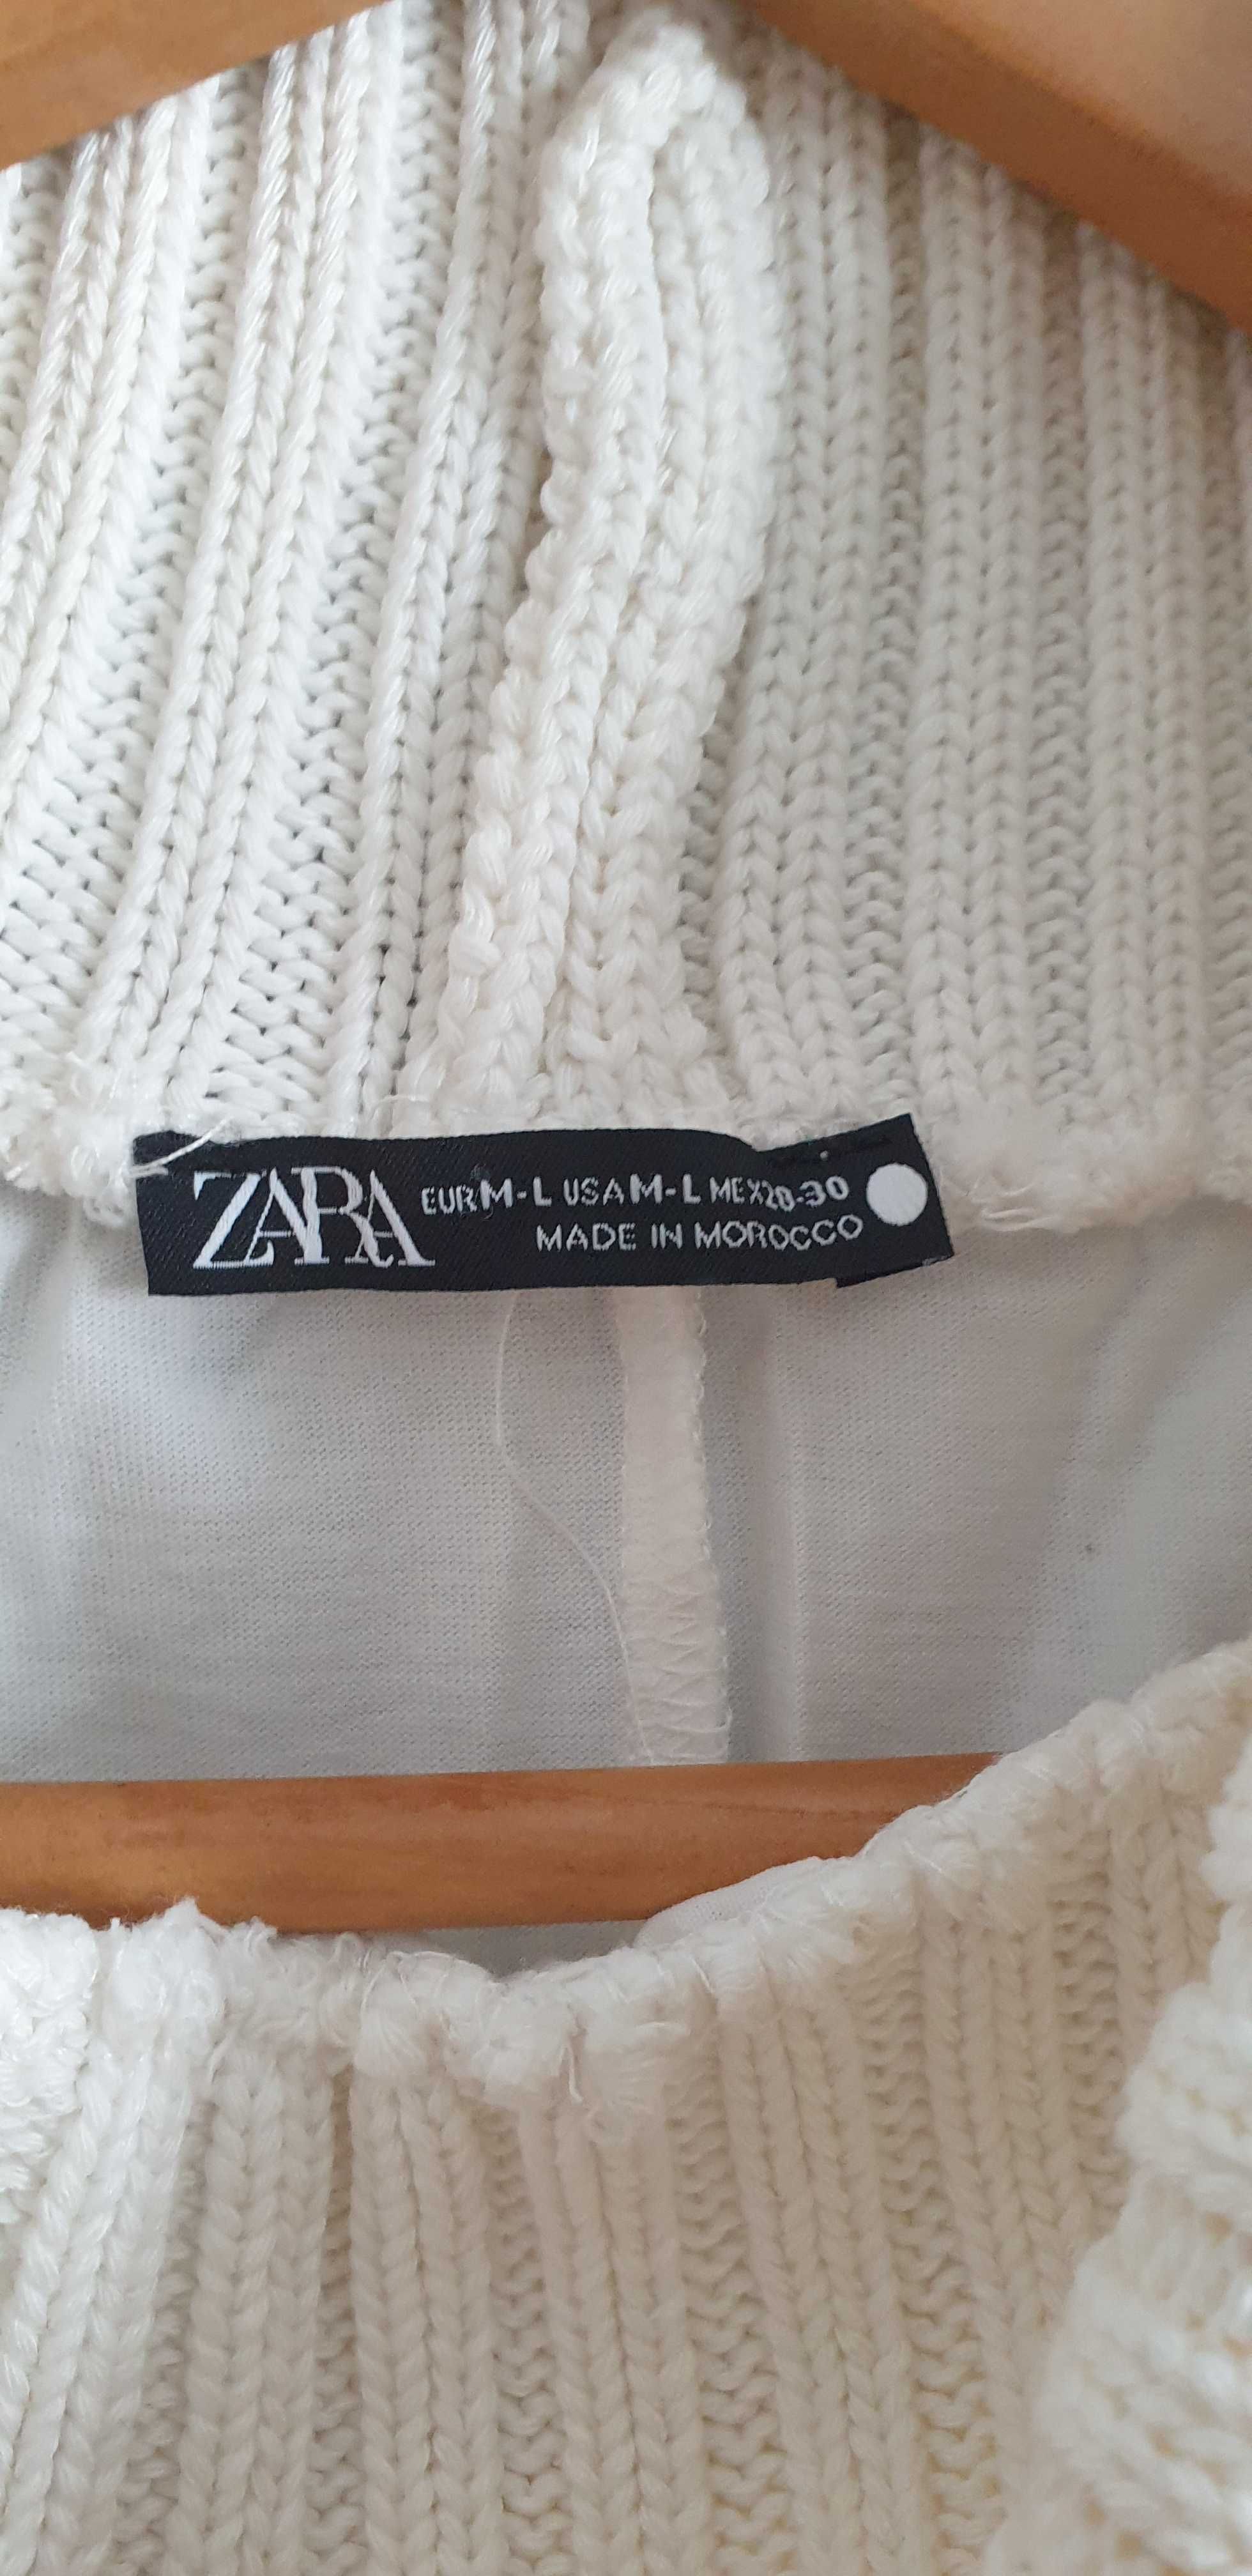 ZARA EUR M-L USA M-L MEX 28-30
MADE IN MOROCCO